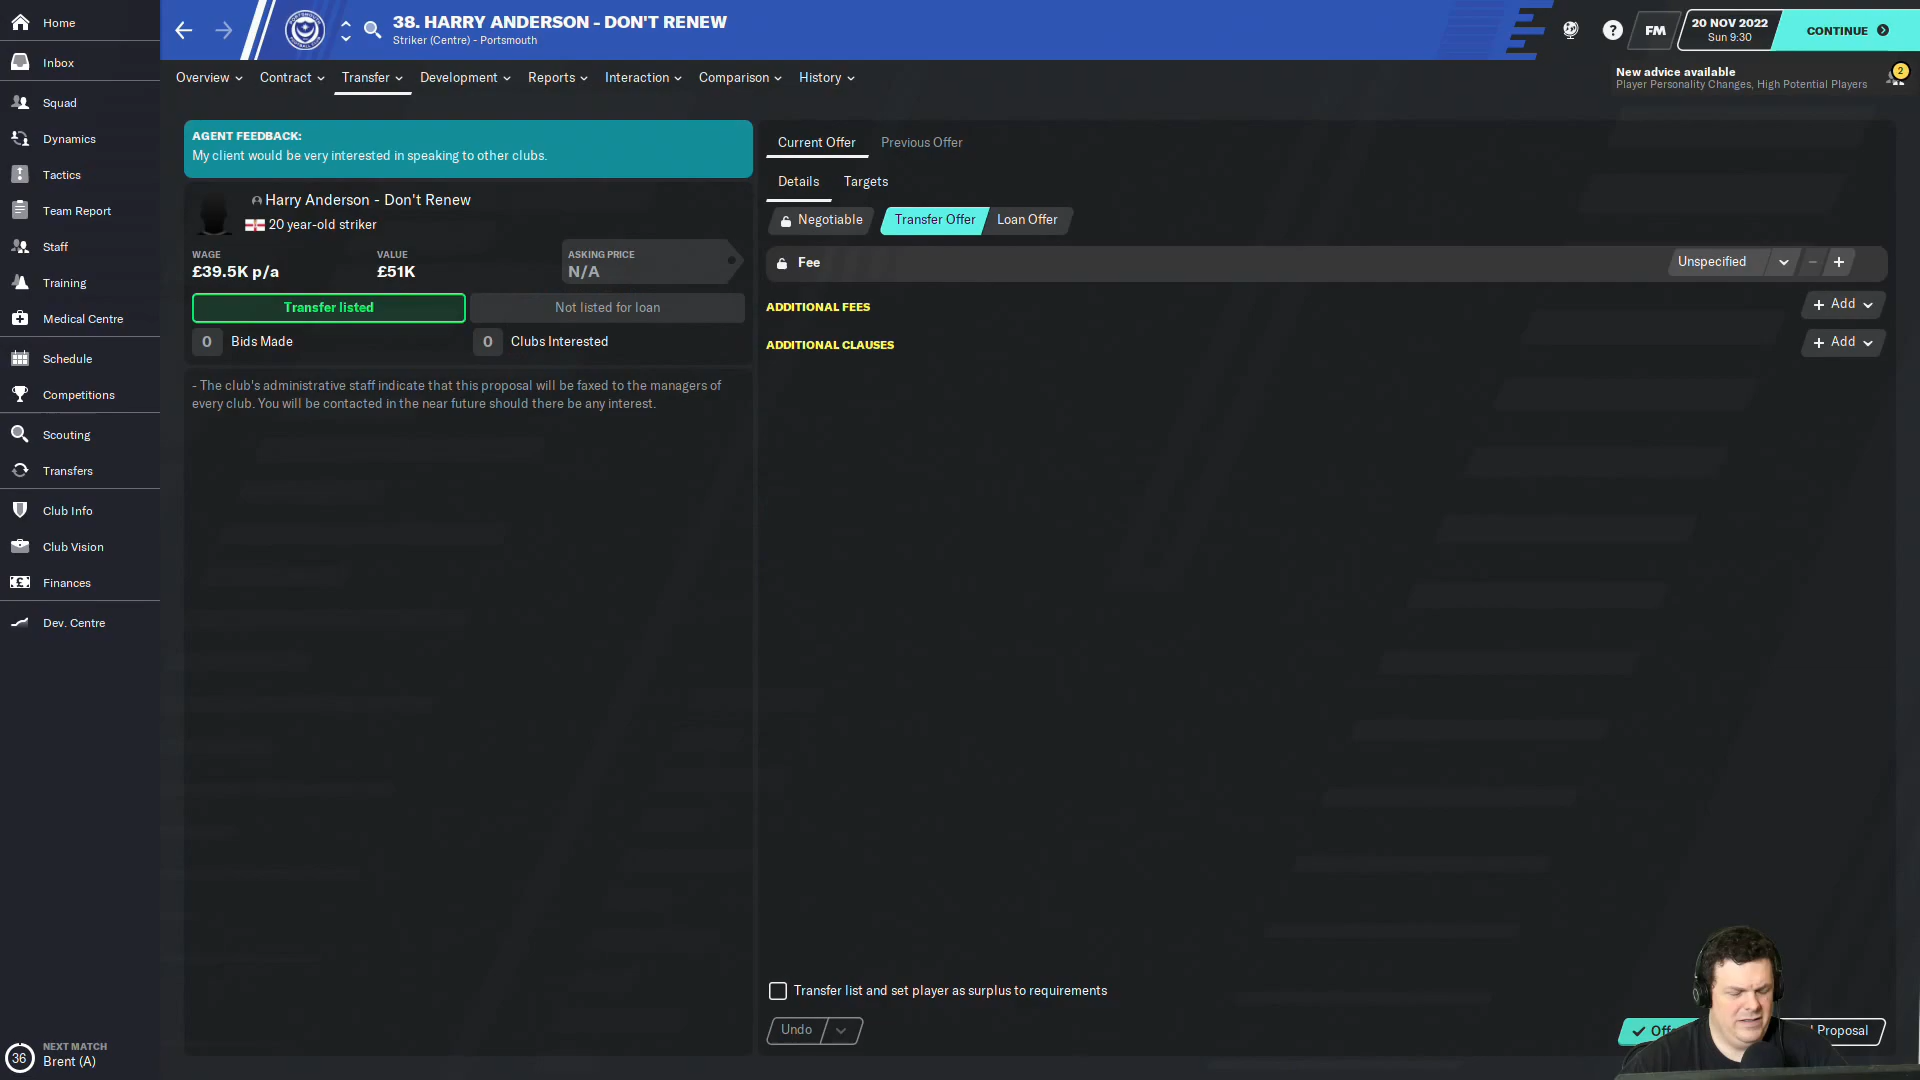 Home
Inbox
Squad
Dynamics
Tactics
Team Report
Staff
Training
Medical Centre
Schedule
Competitions
Scouting
Transfers
Club Info
Club Vision
Finances
Dev. Centre
36
NEXT MATCH
Brent (A)
38. HARRY ANDERSON - DON'T RENEW
Striker (Centre) - Portsmouth
?
FM
20 NOV 2022
Sun 9:30
CONTINUE
Overview
Contract
Transfer
Development
Reports
Interaction
Comparison
History
New advice available
Player Personality Changes, High Potential Players
2
AGENT FEEDBACK:
My client would be very interested in speaking to other clubs.
Harry Anderson - Don't Renew
20 year-old striker
WAGE
£39.5K p/a
VALUE
£51K
ASKING PRICE
N/A
Transfer listed
Not listed for loan
0 Bids Made
0 Clubs Interested
- The club's administrative staff indicate that this proposal will be faxed to the managers of
every club. You will be contacted in the near future should there be any interest.
Current Offer
Previous Offer
Details
Targets
Negotiable
Transfer Offer
Loan Offer
Fee
Unspecified
ADDITIONAL FEES
+ Add
ADDITIONAL CLAUSES
+ Add
Transfer list and set player as surplus to requirements
Undo
Proposal